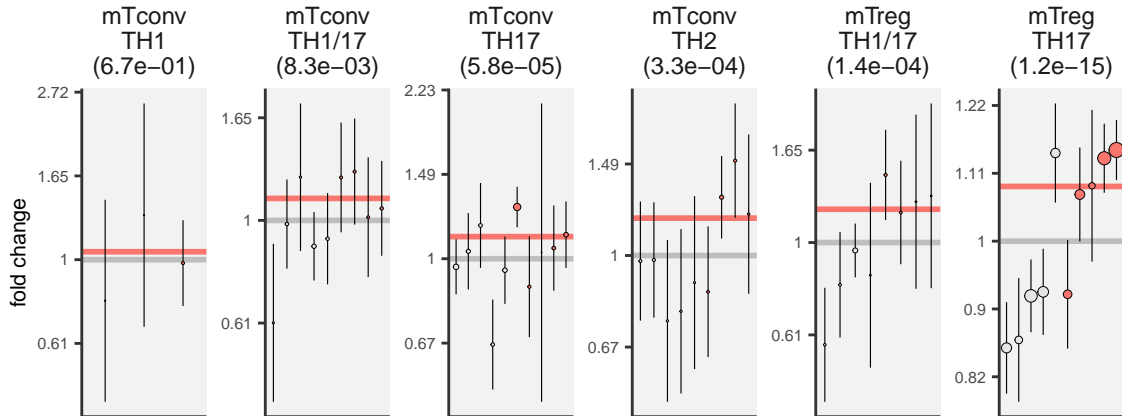 mTconv
TH1
(6.7e−01)
mTconv
TH1/17
(8.3e−03)
mTconv
TH17
(5.8e−05)
mTconv
TH2
(3.3e−04)
mTreg
TH1/17
(1.4e−04)
mTreg
TH17
(1.2e−15)
fold change
2.72
1.65
1
0.61
1.65
1
0.61
2.23
1.49
1
0.67
1.49
1
0.67
1.65
1
0.61
1.22
1.11
1
0.9
0.82